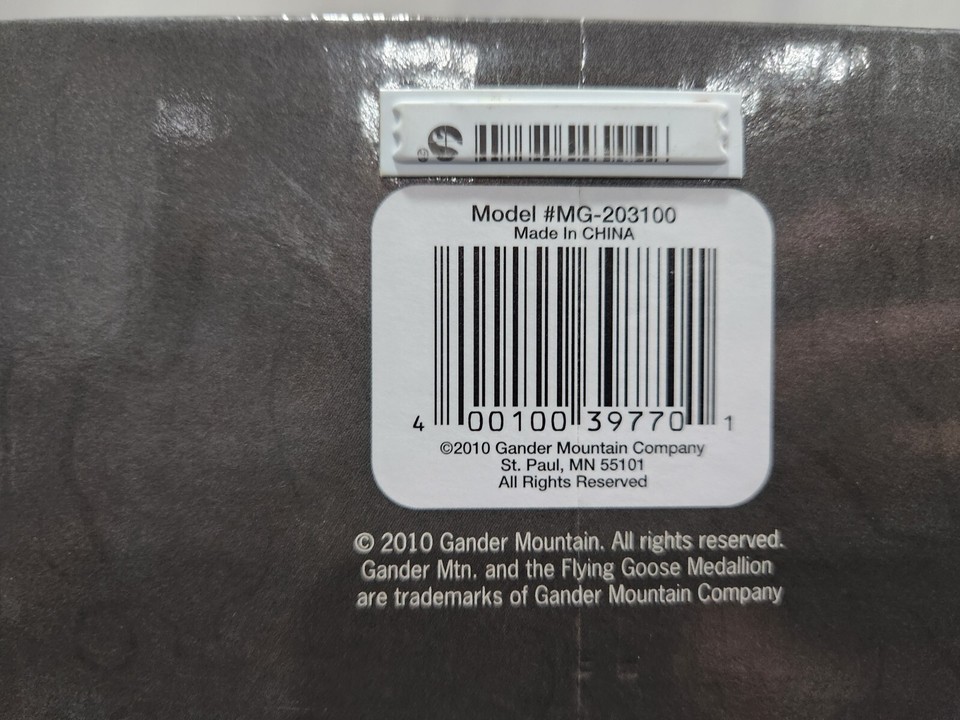 Model #MG-203100
Made In CHINA
4 00100 39770 1
©2010 Gander Mountain Company
St. Paul, MN 55101
All Rights Reserved
© 2010 Gander Mountain. All rights reserved.
Gander Mtn. and the Flying Goose Medallion
are trademarks of Gander Mountain Company